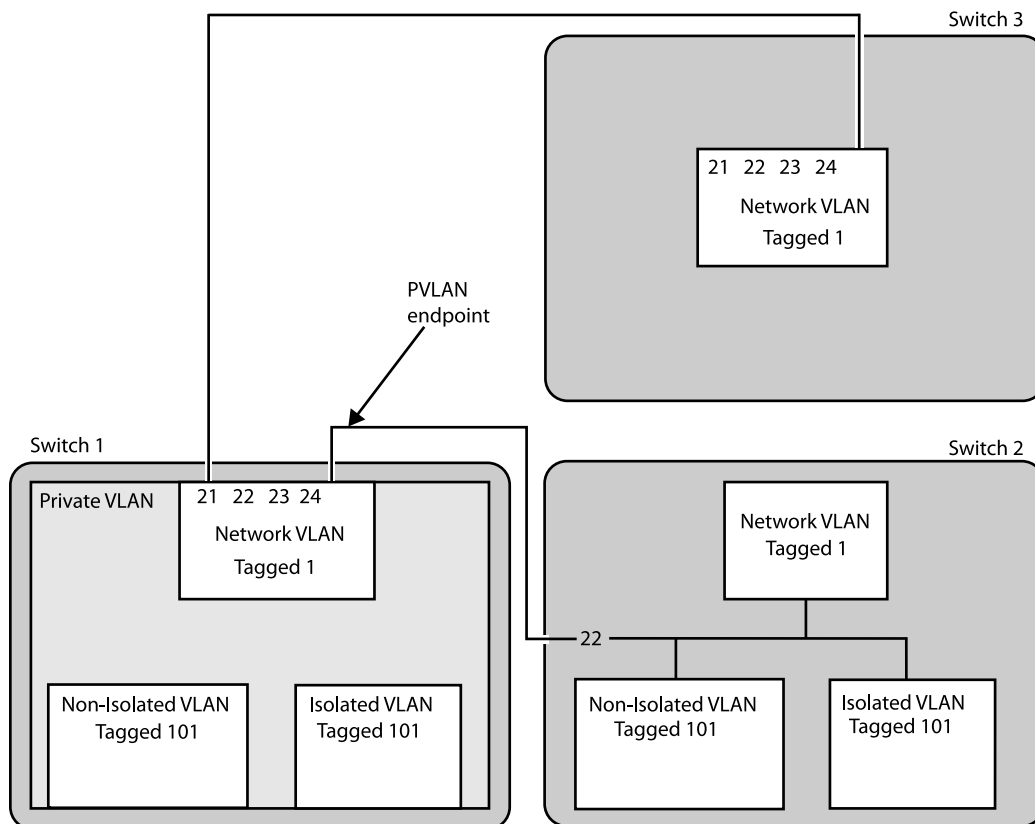 Switch 3
21 22 23 24
Network VLAN
Tagged 1
PVLAN
endpoint
Switch 1
Private VLAN
21 22 23 24
Network VLAN
Tagged 1
Non-Isolated VLAN
Tagged 101
Isolated VLAN
Tagged 101
Switch 2
Network VLAN
Tagged 1
22
Non-Isolated VLAN
Tagged 101
Isolated VLAN
Tagged 101